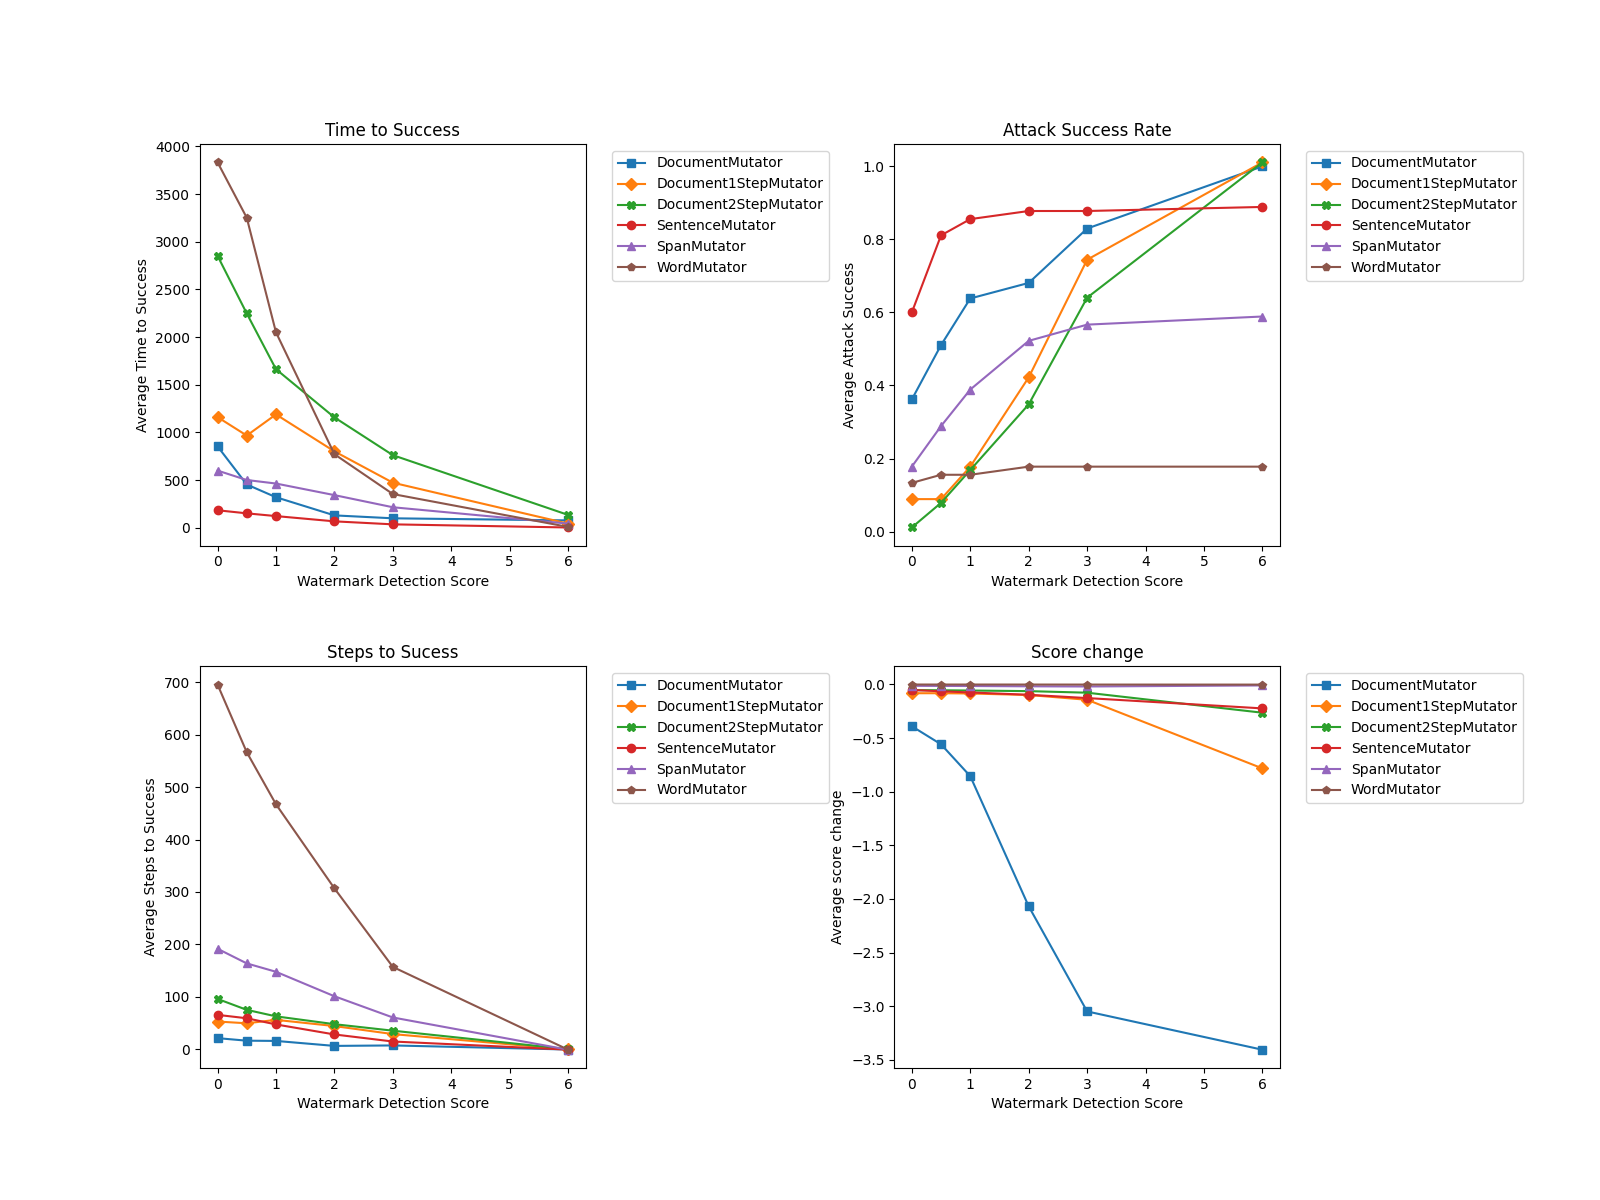 Time to Success
4000
3500
3000
2500
2000
1500
1000
500
0
Average Time to Success
0 1 2 3 4 5 6
Watermark Detection Score
DocumentMutator
Document1StepMutator
Document2StepMutator
SentenceMutator
SpanMutator
WordMutator
Attack Success Rate
1.0
0.8
0.6
0.4
0.2
0.0
Average Attack Success
0 1 2 3 4 5 6
Watermark Detection Score
DocumentMutator
Document1StepMutator
Document2StepMutator
SentenceMutator
SpanMutator
WordMutator
Steps to Sucess
700
600
500
400
300
200
100
0
Average Steps to Success
0 1 2 3 4 5 6
Watermark Detection Score
DocumentMutator
Document1StepMutator
Document2StepMutator
SentenceMutator
SpanMutator
WordMutator
Score change
0.0
−0.5
−1.0
−1.5
−2.0
−2.5
−3.0
−3.5
Average score change
0 1 2 3 4 5 6
Watermark Detection Score
DocumentMutator
Document1StepMutator
Document2StepMutator
SentenceMutator
SpanMutator
WordMutator